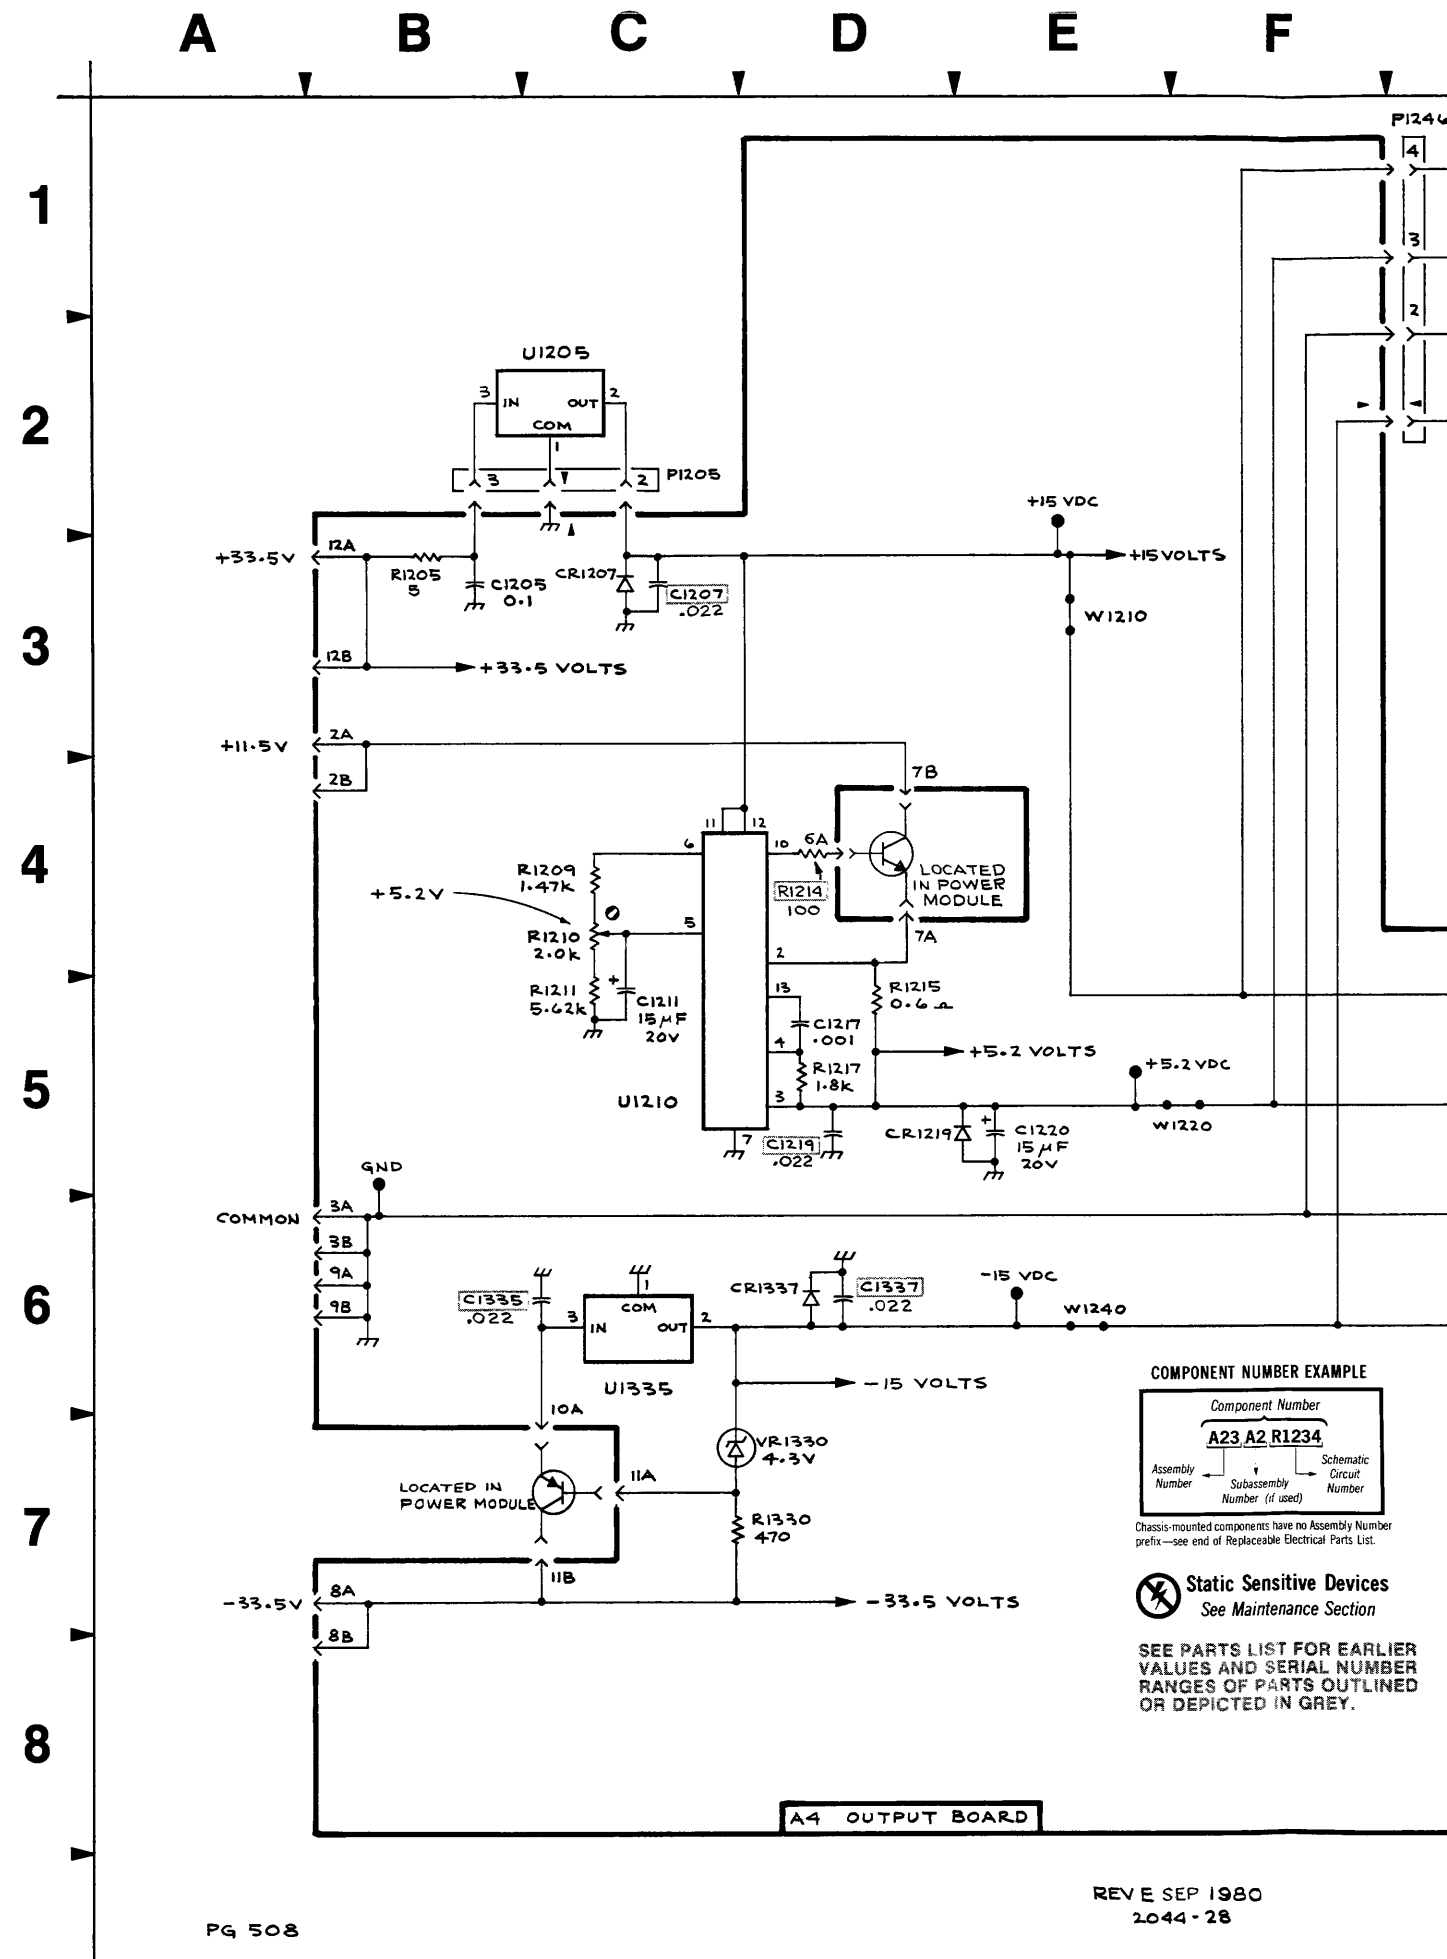 A B C D E F
P1246
4
1
3
2
U1205
3 IN OUT 2
COM
1
2
3 2 P1205
+15 VDC
+33.5V 12A
+15 VOLTS
R1205
5
C1205
0.1
CR1207
C1207
.022
W1210
3
12B
+33.5 VOLTS
+11.5V 2A
2B
7B
11 12
6 10 6A
4
R1209
1.47K
+5.2V
R1214
100
LOCATED
IN POWER
MODULE
5
R1210
2.0K
7A
2
R1211
5.62K
C1211
15µF
20V
+
13
R1215
0.6 Ω
C1217
.001
4
+5.2 VOLTS
R1217
1.8K
+5.2 VDC
5
U1210
3
7
C1219
.022
CR1219
+
C1220
15µF
20V
W1220
GND
COMMON 3A
3B
9A
9B
6
C1335
.022
1
COM
3 IN OUT 2
U1335
CR1337
C1337
.022
-15 VDC
W1240
-15 VOLTS
COMPONENT NUMBER EXAMPLE
Component Number
A23 A2 R1234
Assembly
Number
Subassembly
Number (if used)
Schematic
Circuit
Number
Chassis-mounted components have no Assembly Number
prefix—see end of Replaceable Electrical Parts List.
10A
VR1330
4.3V
11A
LOCATED IN
POWER MODULE
7
R1330
470
11B
-33.5V 8A
-33.5 VOLTS
8B
Static Sensitive Devices
See Maintenance Section
SEE PARTS LIST FOR EARLIER
VALUES AND SERIAL NUMBER
RANGES OF PARTS OUTLINED
OR DEPICTED IN GREY.
8
A4 OUTPUT BOARD
REV E SEP 1980
2044-28
PG 508